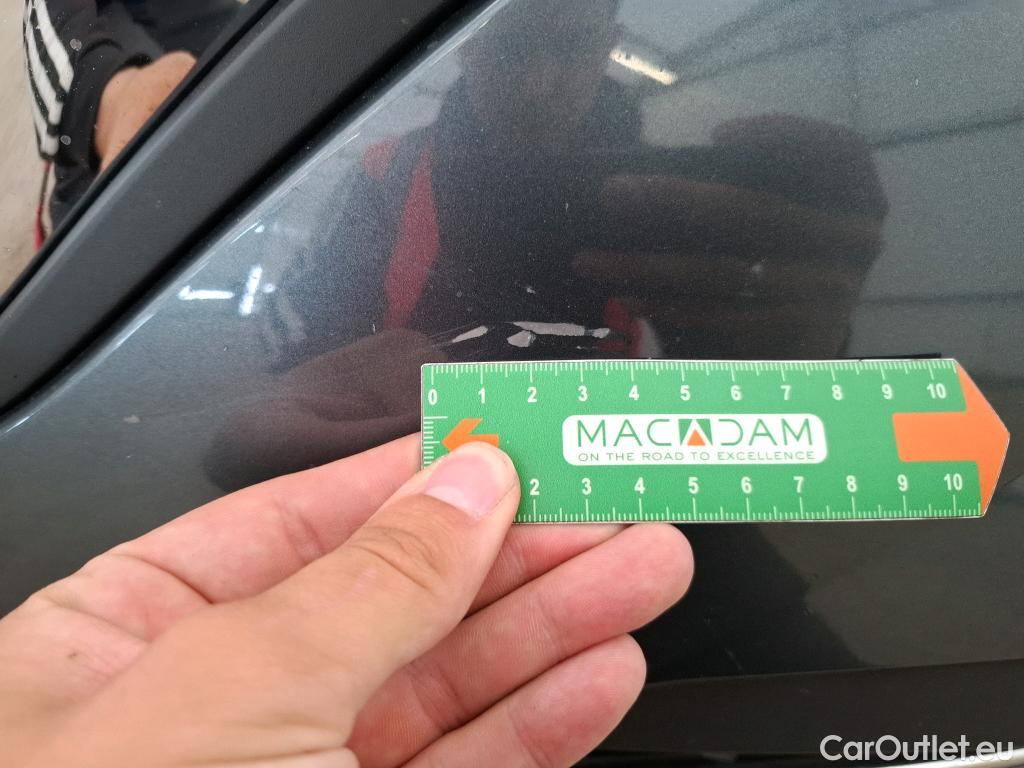 0 1 2 3 4 5 6 7 8 9 10
MACADAM
ON THE ROAD TO EXCELLENCE
2 3 4 5 6 7 8 9 10
CarOutlet.eu